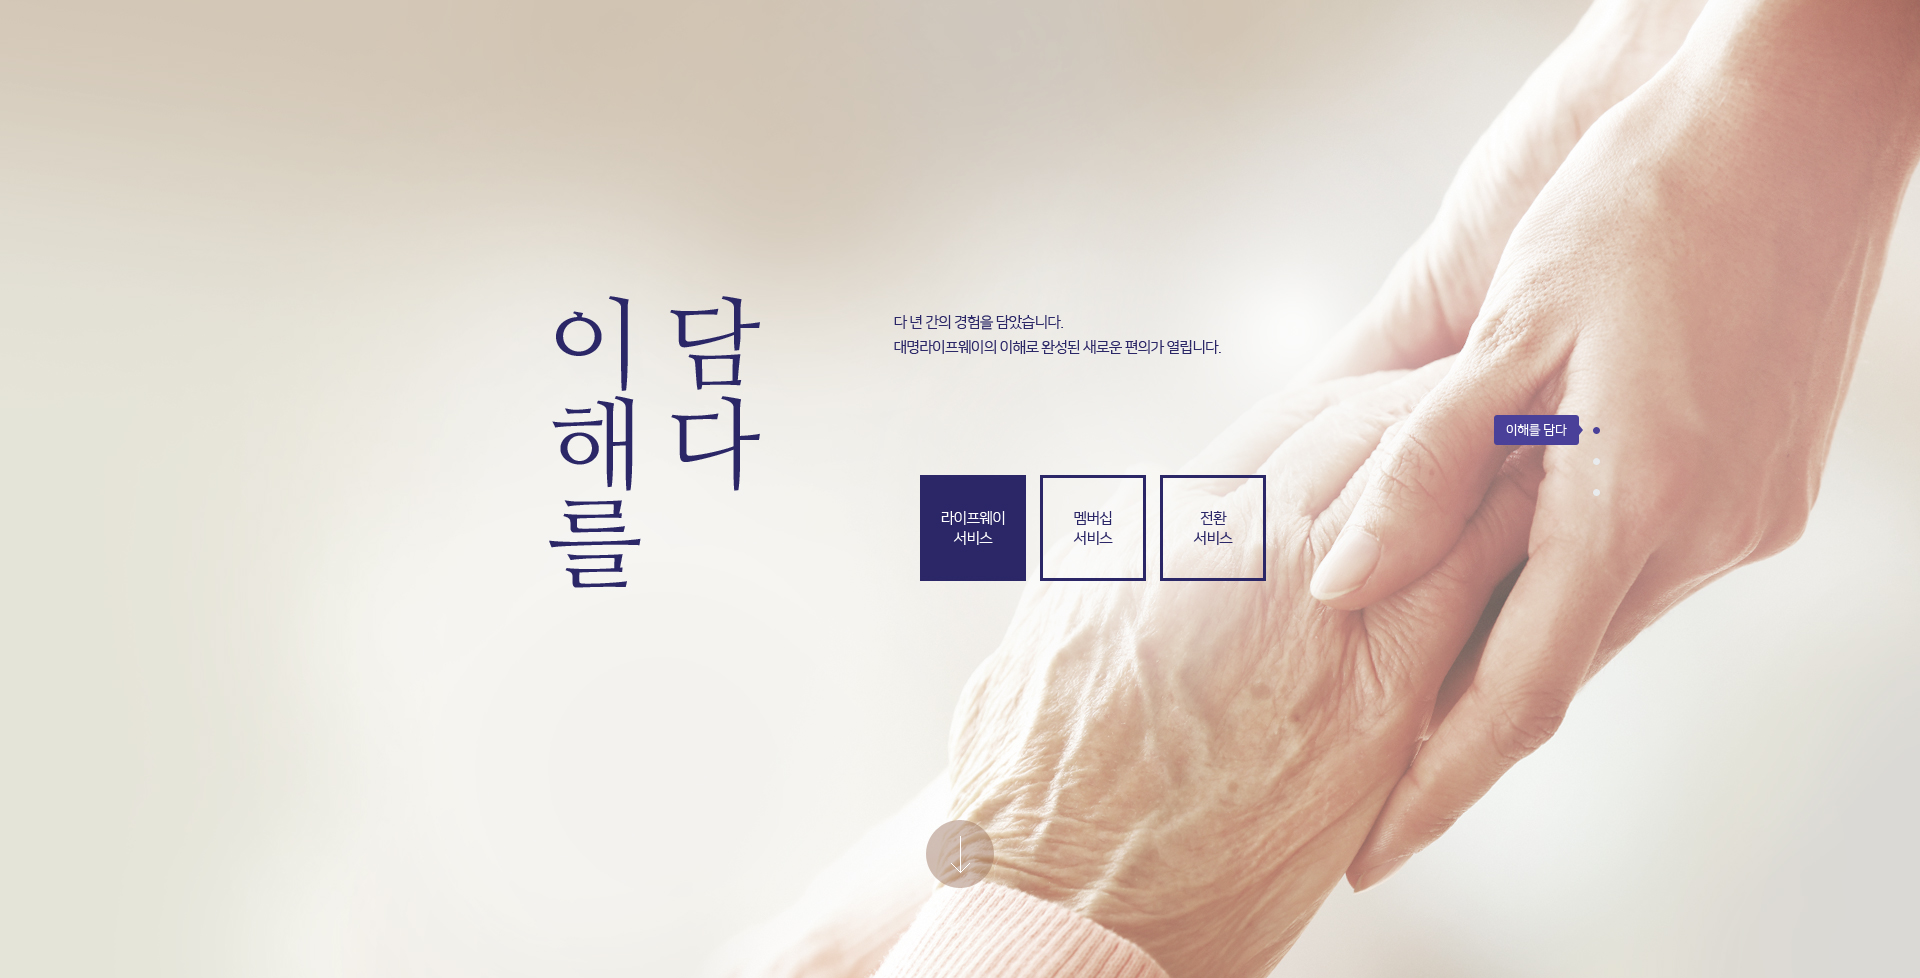 이해를
담다
다 년 간의 경험을 담았습니다.
대명라이프웨이의 이해로 완성된 새로운 편의가 열립니다.
이해를 담다
라이프웨이
서비스
멤버십
서비스
전환
서비스